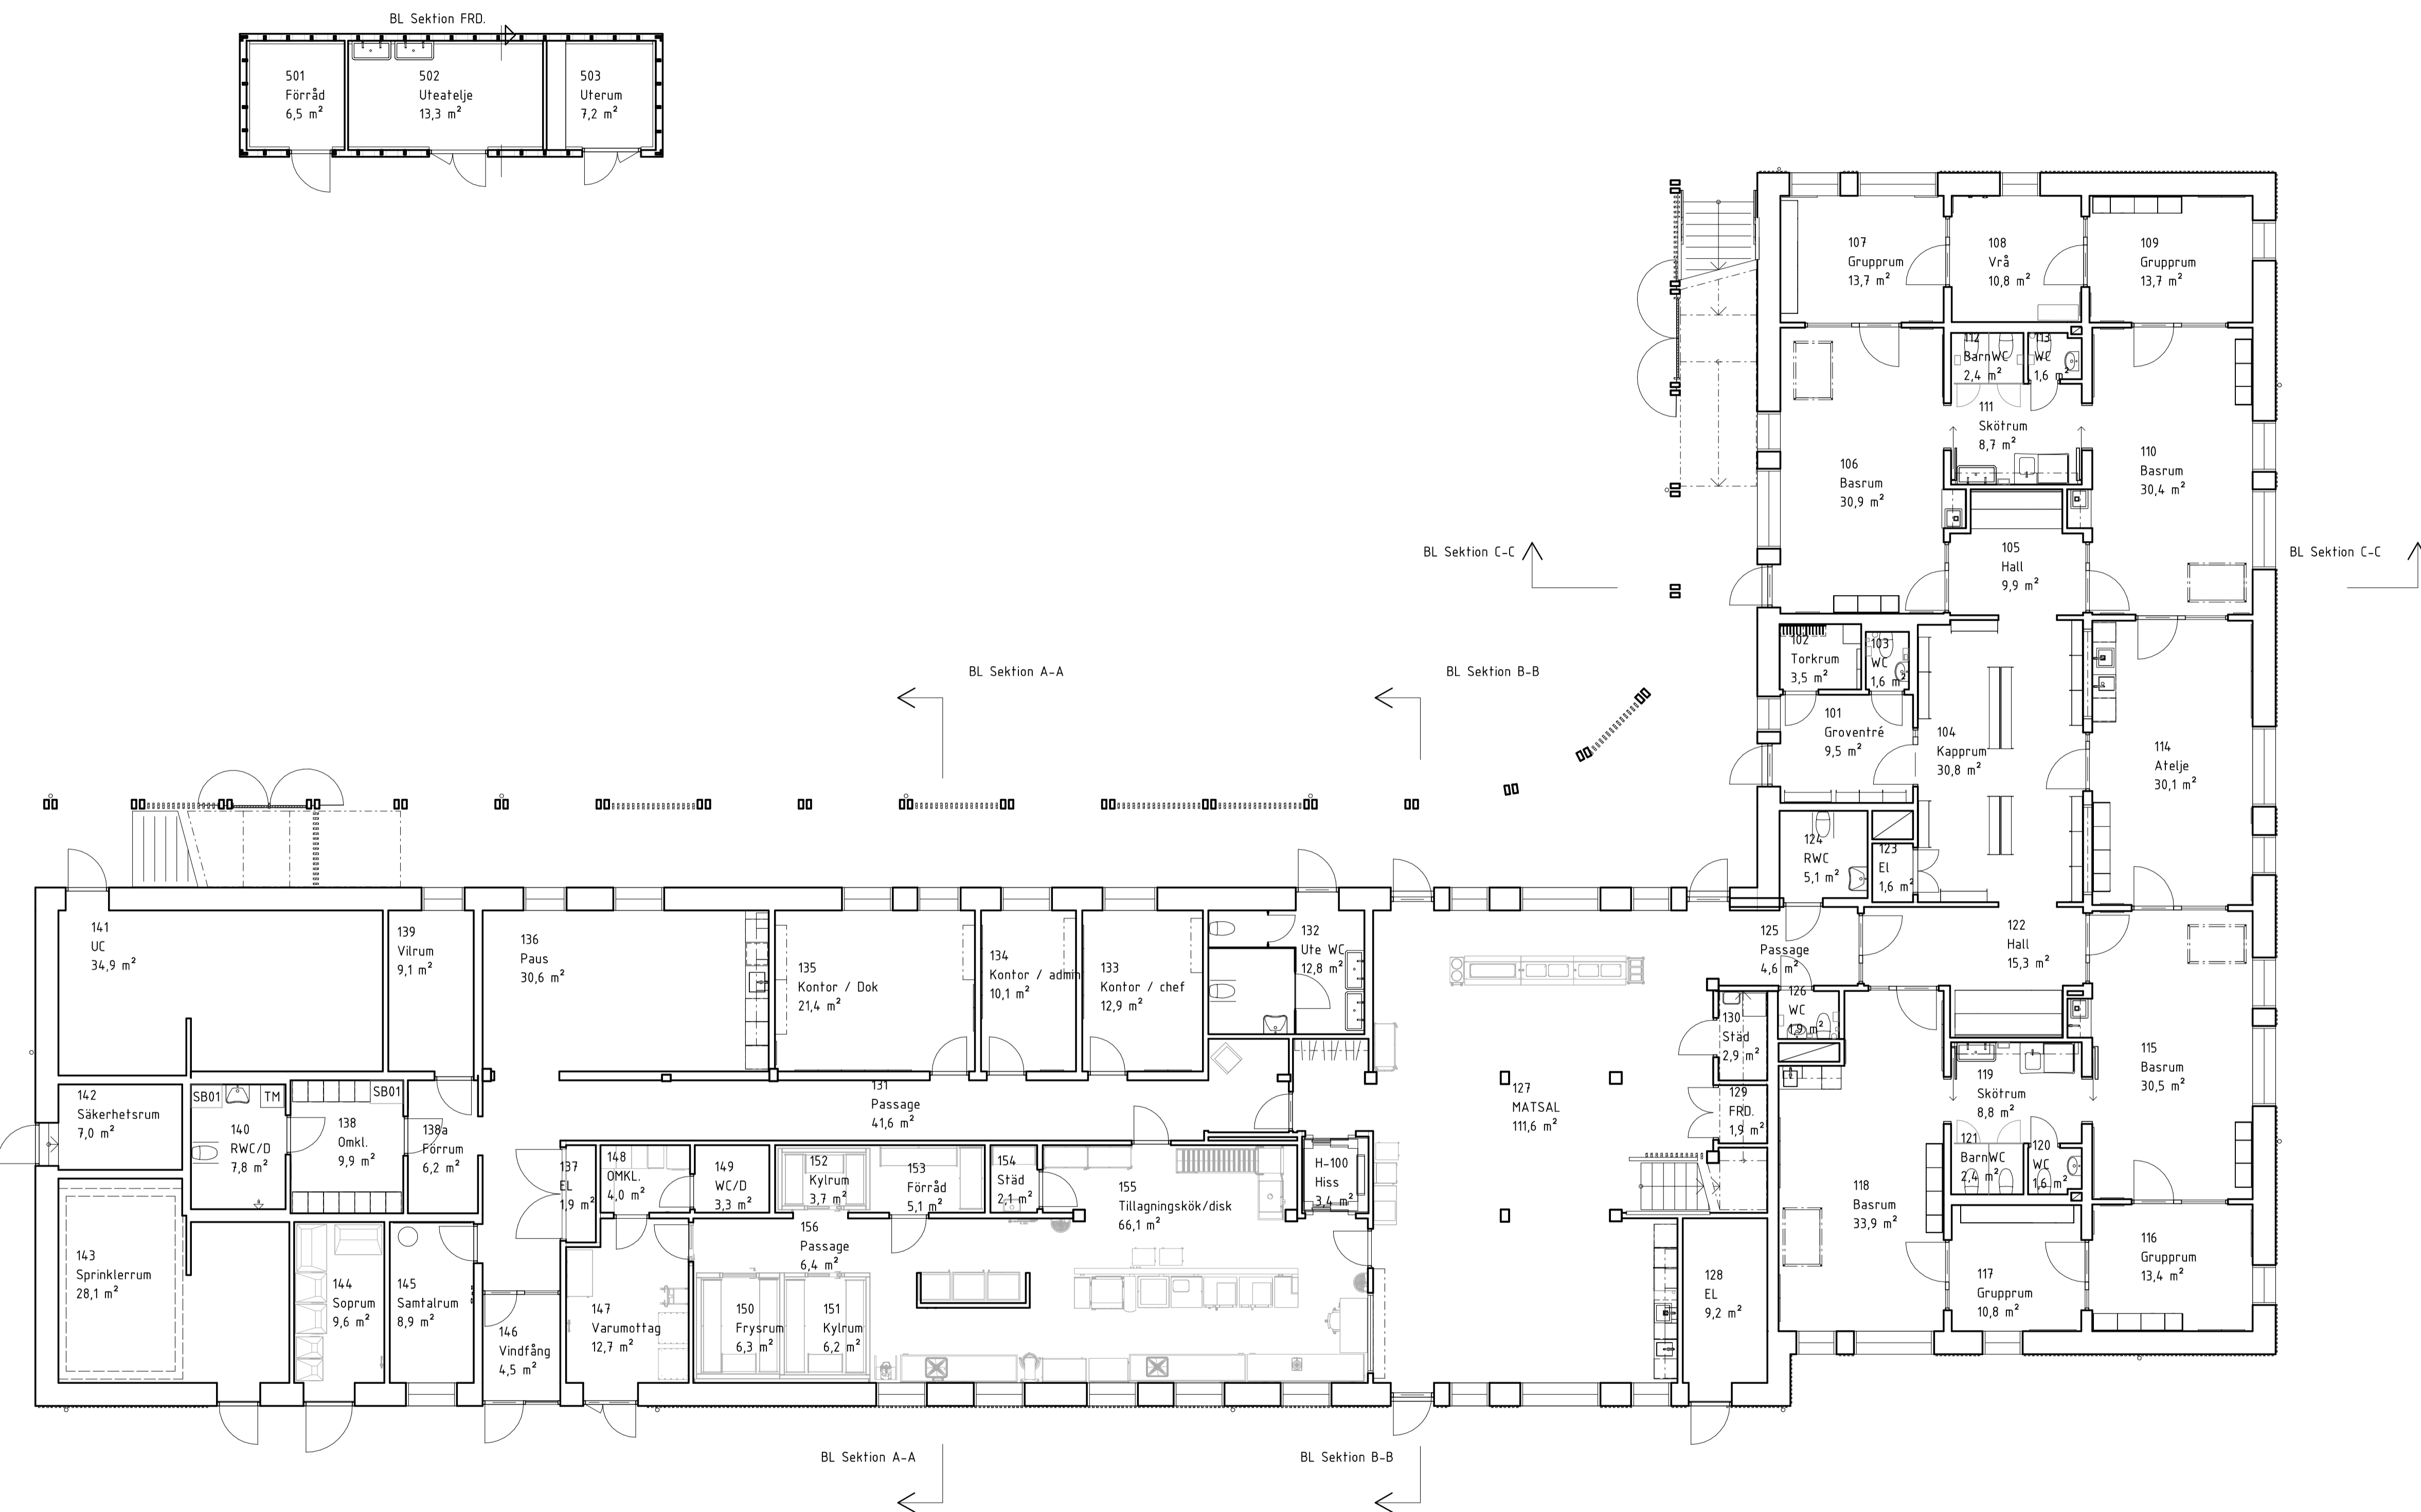 BL Sektion FRD.
501
Förråd
6,5 m²
502
Uteatelje
13,3 m²
503
Uterum
7,2 m²
107
Grupprum
13,7 m²
108
Vrå
10,8 m²
109
Grupprum
13,7 m²
112
BarnWC
2,4 m²
113
WC
1,6 m²
111
Skötrum
8,7 m²
106
Basrum
30,9 m²
110
Basrum
30,4 m²
BL Sektion C-C
105
Hall
9,9 m²
BL Sektion C-C
102
Torkrum
3,5 m²
103
WC
1,6 m²
BL Sektion A-A
BL Sektion B-B
101
Groventré
9,5 m²
104
Kapprum
30,8 m²
114
Atelje
30,1 m²
124
RWC
5,1 m²
123
El
1,6 m²
141
UC
34,9 m²
139
Vilrum
9,1 m²
136
Paus
30,6 m²
135
Kontor / Dok
21,4 m²
134
Kontor / admin
10,1 m²
133
Kontor / chef
12,9 m²
132
Ute WC
12,8 m²
125
Passage
4,6 m²
122
Hall
15,3 m²
126
WC
1,9 m²
130
Städ
2,9 m²
115
Basrum
30,5 m²
142
Säkerhetsrum
7,0 m²
SB01
TM
140
RWC/D
7,8 m²
SB01
138
Omkl.
9,9 m²
138a
Förrum
6,2 m²
131
Passage
41,6 m²
127
MATSAL
111,6 m²
129
FRD.
1,9 m²
119
Skötrum
8,8 m²
121
BarnWC
2,4 m²
120
WC
1,6 m²
137
EL
1,9 m²
148
OMKL.
4,0 m²
149
WC/D
3,3 m²
152
Kylrum
3,7 m²
153
Förråd
5,1 m²
154
Städ
2,1 m²
155
Tillagningskök/disk
66,1 m²
H-100
Hiss
3,4 m²
118
Basrum
33,9 m²
156
Passage
6,4 m²
116
Grupprum
13,4 m²
117
Grupprum
10,8 m²
143
Sprinklerrum
28,1 m²
144
Soprum
9,6 m²
145
Samtalrum
8,9 m²
146
Vindfång
4,5 m²
147
Varumottag
12,7 m²
150
Frysrum
6,3 m²
151
Kylrum
6,2 m²
128
EL
9,2 m²
BL Sektion A-A
BL Sektion B-B